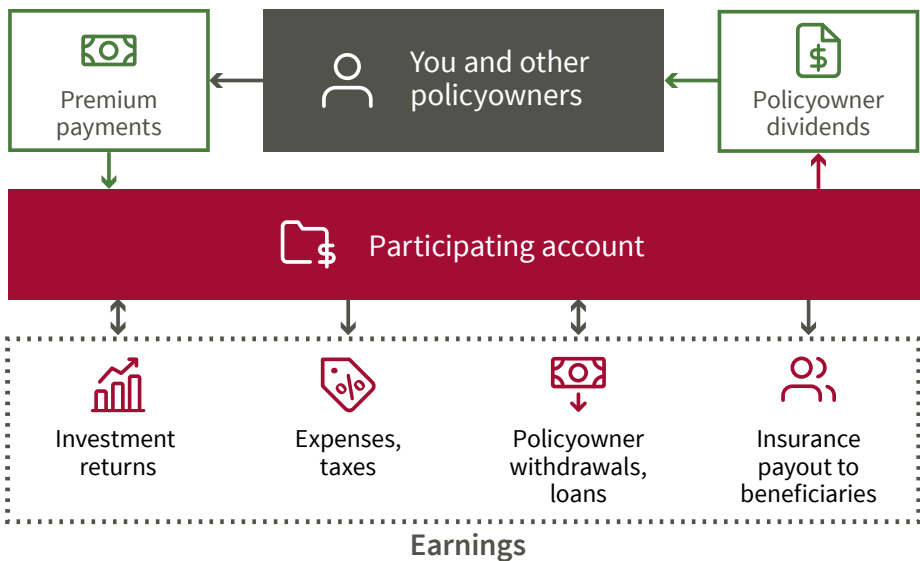 Premium
payments
You and other
policyowners
Policyowner
dividends
Participating account
Investment
returns
Expenses,
taxes
Policyowner
withdrawals,
loans
Insurance
payout to
beneficiaries
Earnings